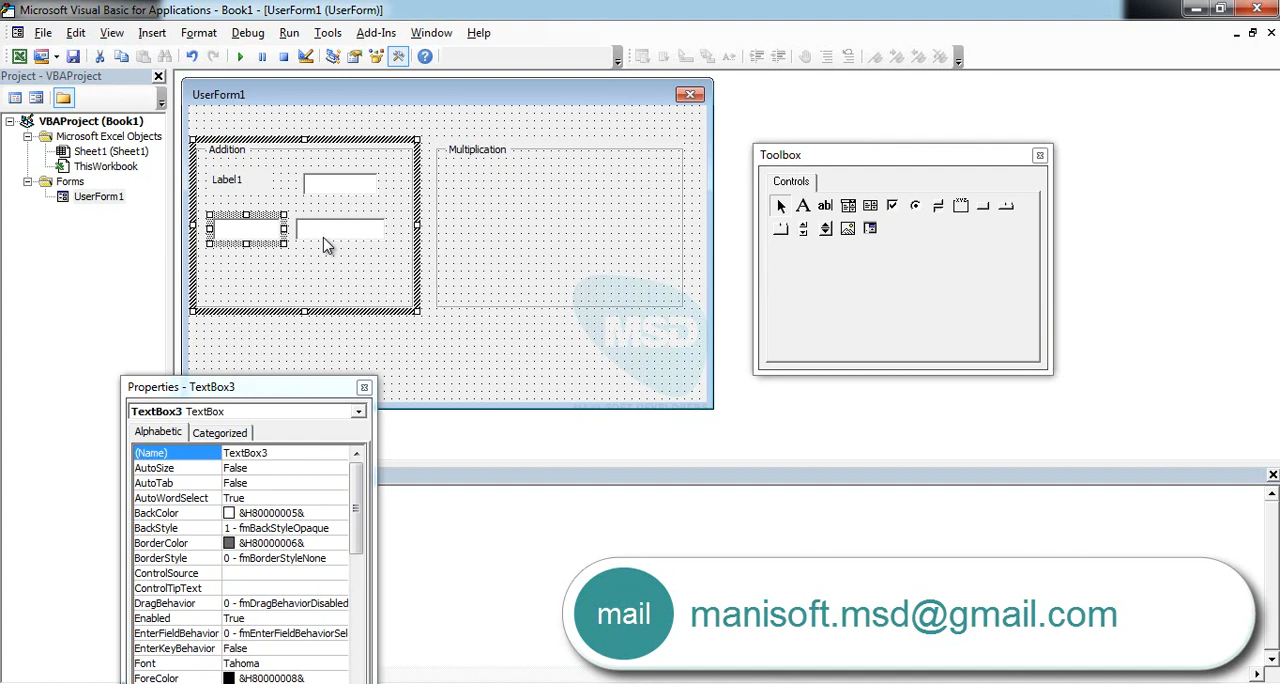 Microsoft Visual Basic for Applications - Book1 - [UserForm1 (UserForm)]
File Edit View Insert Format Debug Run Tools Add-Ins Window Help
Project - VBAProject
VBAProject (Book1)
Microsoft Excel Objects
Sheet1 (Sheet1)
ThisWorkbook
Forms
UserForm1
UserForm1
Addition
Label1
Multiplication
MSD
Toolbox
Controls
A
ab|
XYZ
Properties - TextBox3
TextBox3 TextBox
Alphabetic Categorized
(Name) TextBox3
AutoSize False
AutoTab False
AutoWordSelect True
BackColor &H80000005&
BackStyle 1 - fmBackStyleOpaque
BorderColor &H80000006&
BorderStyle 0 - fmBorderStyleNone
ControlSource
ControlTipText
DragBehavior 0 - fmDragBehaviorDisabled
Enabled True
EnterFieldBehavior 0 - fmEnterFieldBehaviorSel
EnterKeyBehavior False
Font Tahoma
ForeColor &H80000008&
mail manisoft.msd@gmail.com